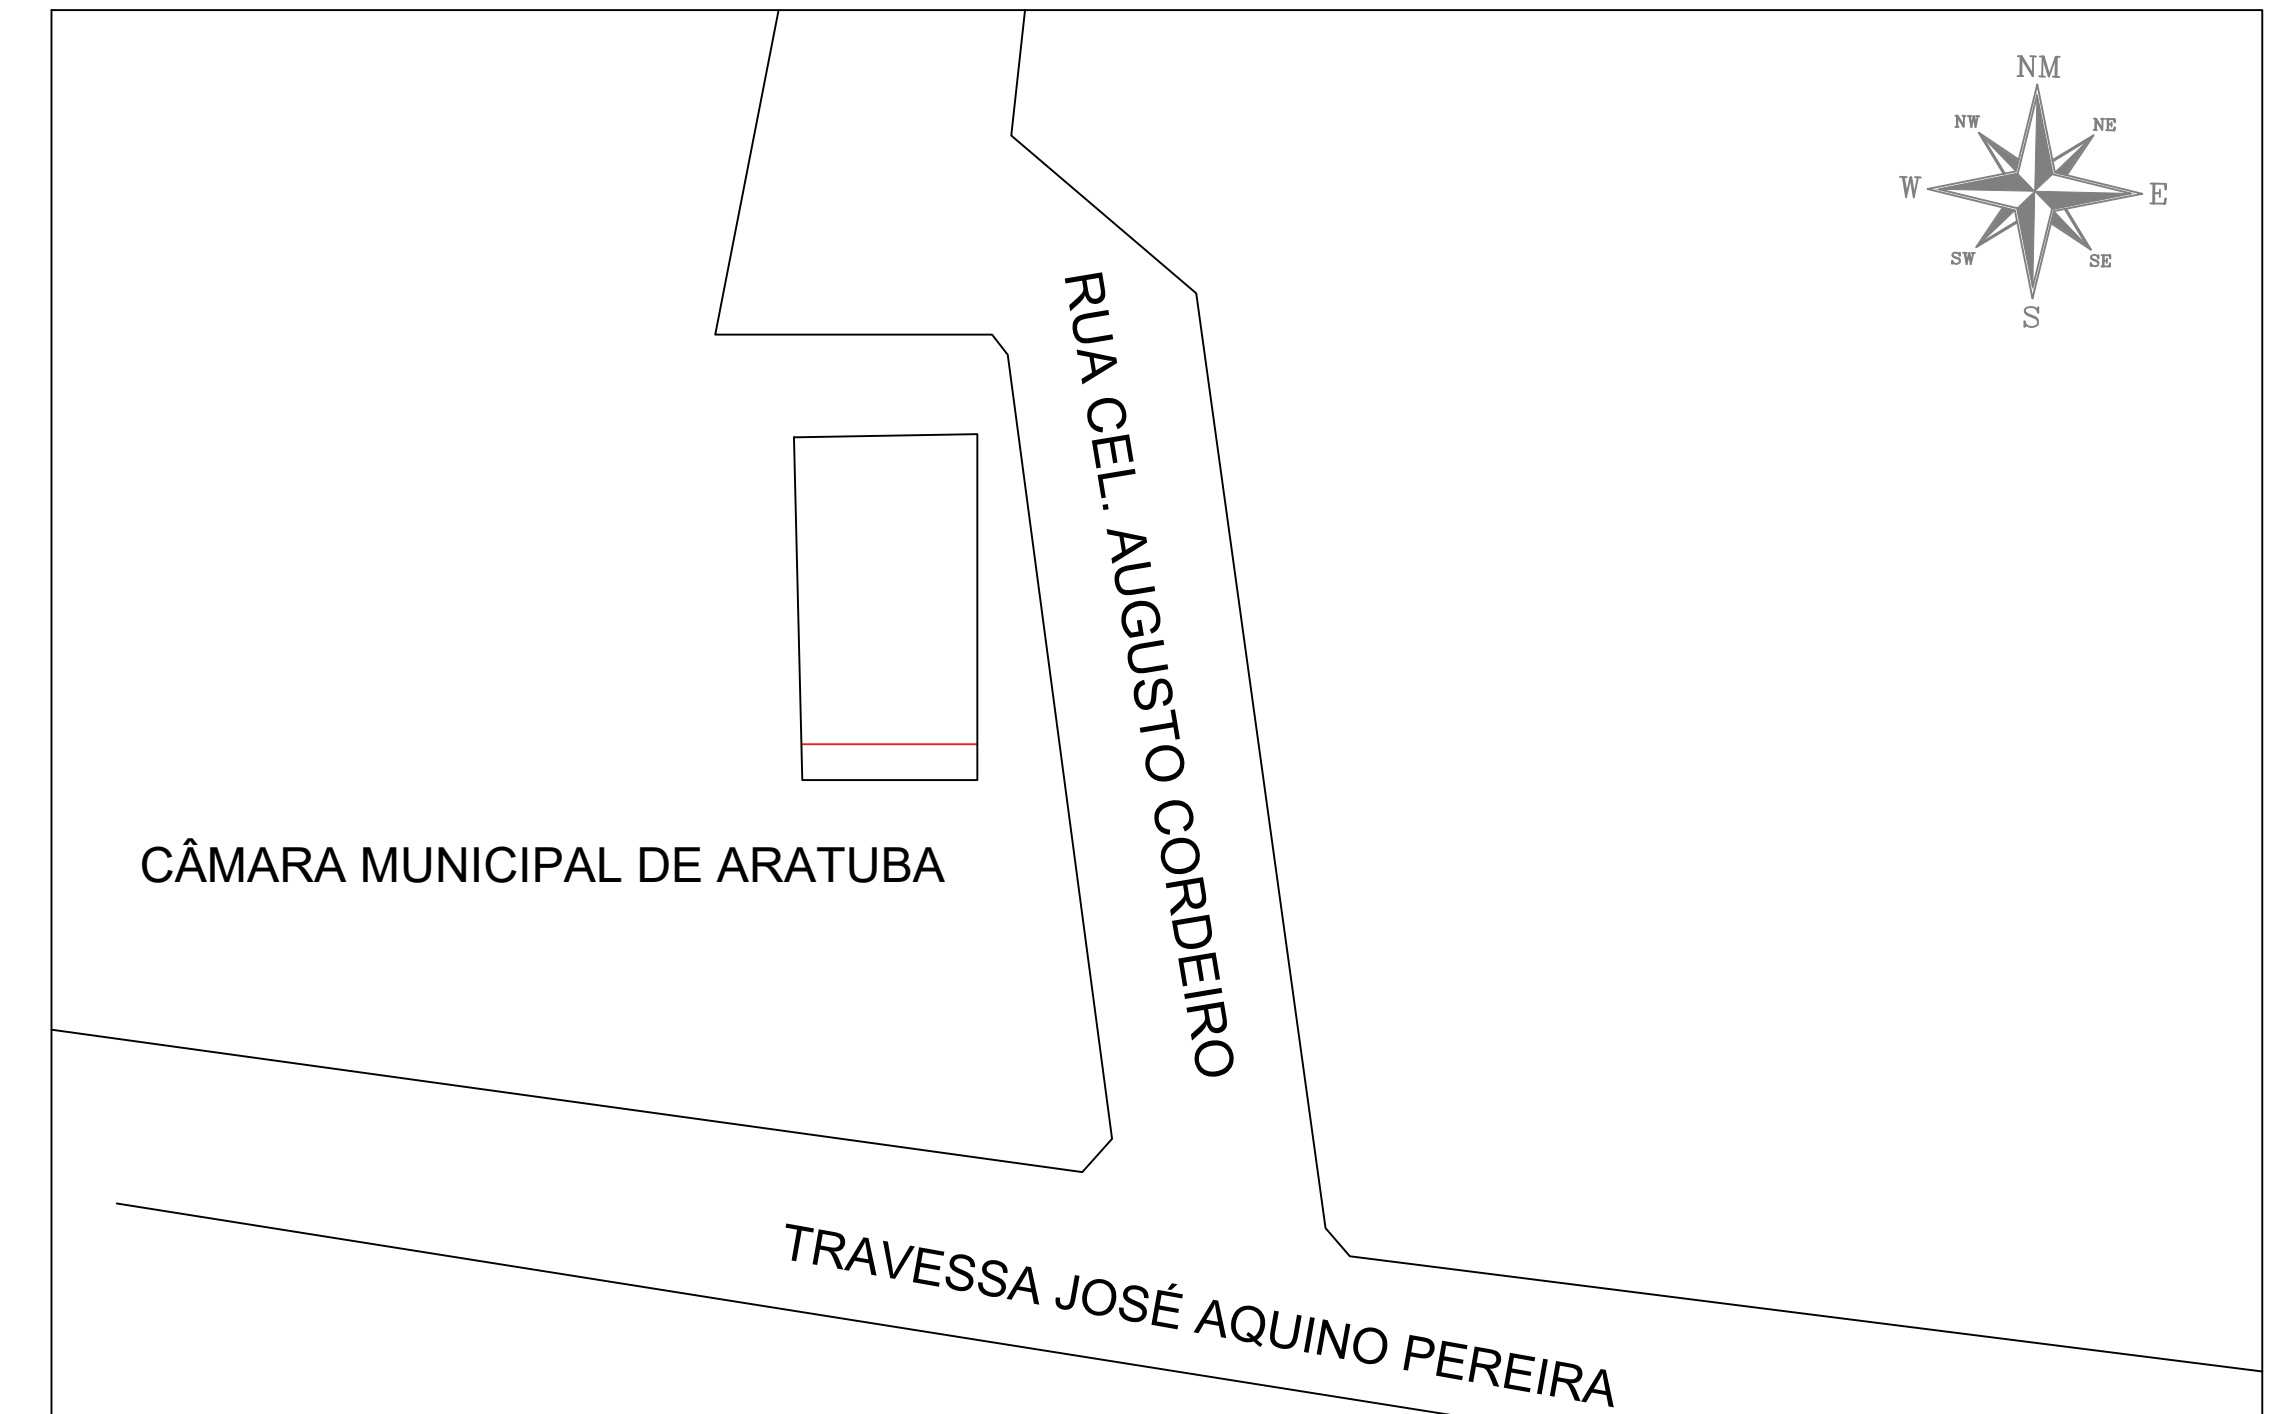 NM
NW
NE
W
E
SW
SE
S
RUA CEL. AUGUSTO CORDEIRO
CÂMARA MUNICIPAL DE ARATUBA
TRAVESSA JOSÉ AQUINO PEREIRA